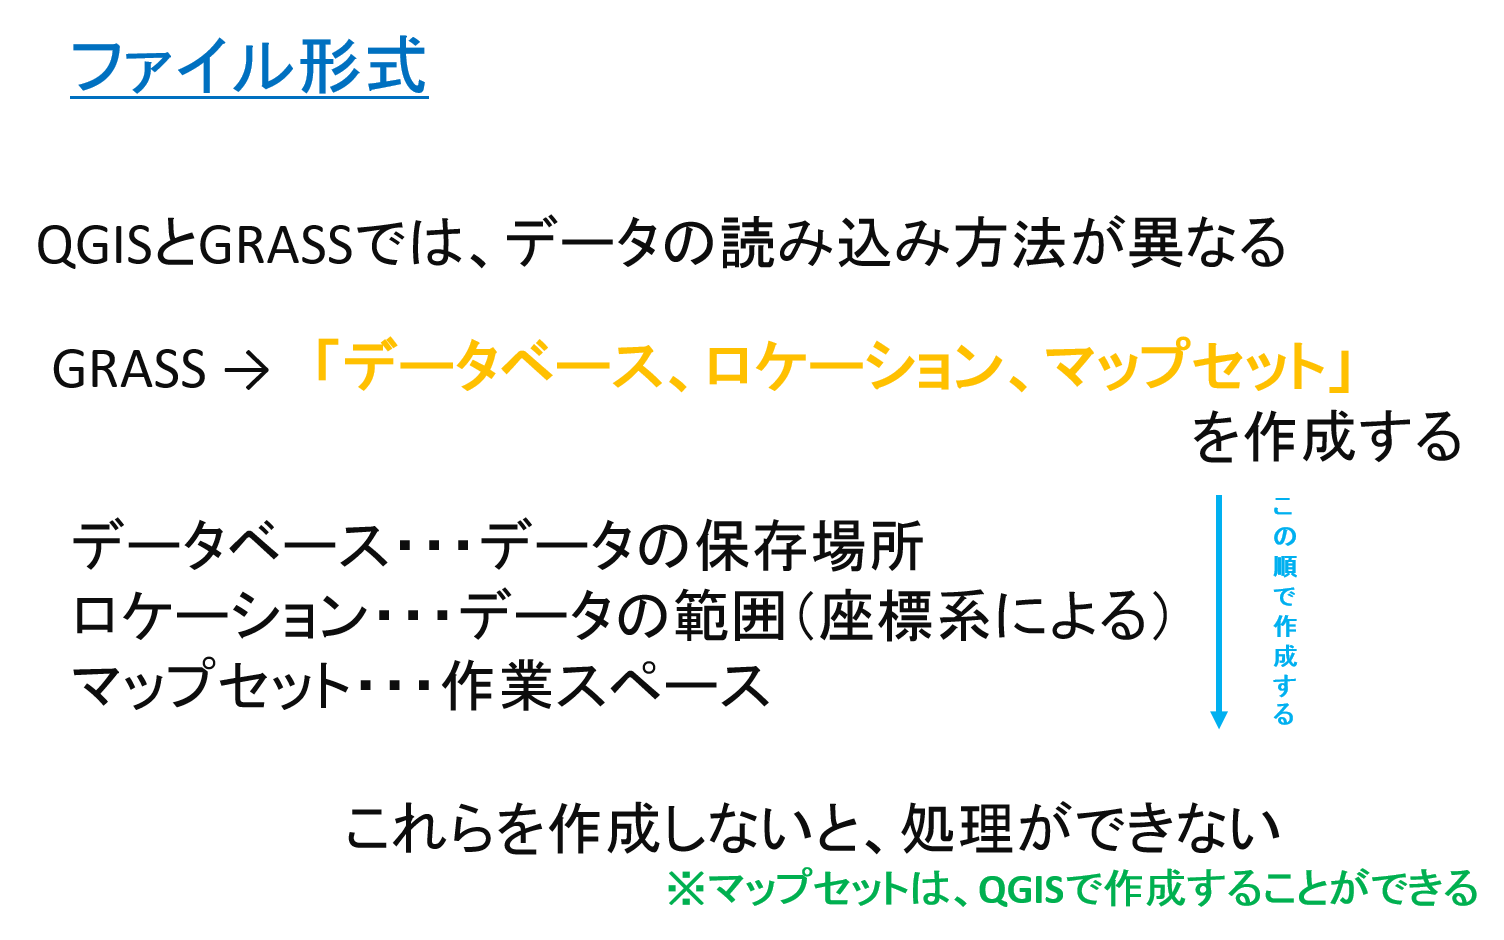 ファイル形式
QGISとGRASSでは、データの読み込み方法が異なる
GRASS → 「データベース、ロケーション、マップセット」
を作成する
データベース・・・データの保存場所
ロケーション・・・データの範囲（座標系による）
マップセット・・・作業スペース
この順で作成する
これらを作成しないと、処理ができない
※マップセットは、QGISで作成することができる